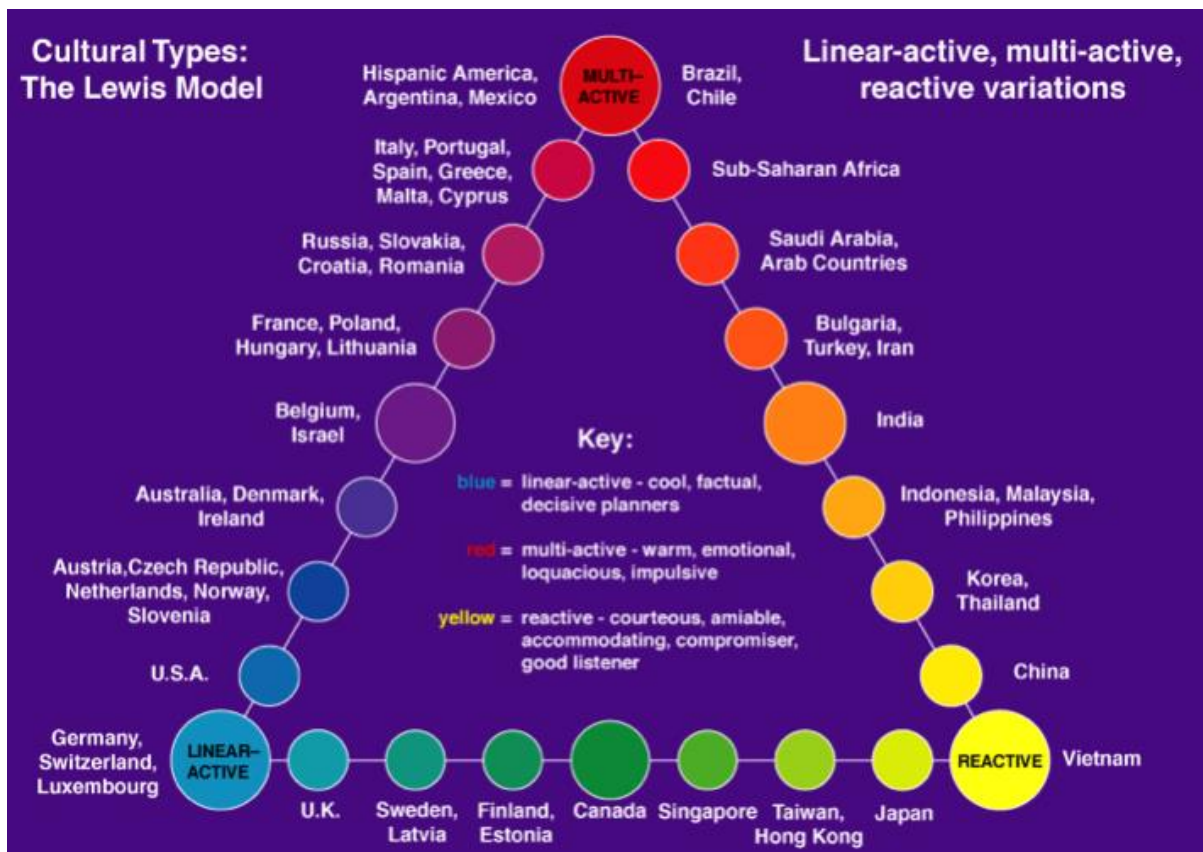 Cultural Types:
The Lewis Model
Linear-active, multi-active,
reactive variations
Hispanic America,
Argentina, Mexico
MULTI–
ACTIVE
Brazil,
Chile
Italy, Portugal,
Spain, Greece,
Malta, Cyprus
Sub-Saharan Africa
Russia, Slovakia,
Croatia, Romania
Saudi Arabia,
Arab Countries
France, Poland,
Hungary, Lithuania
Bulgaria,
Turkey, Iran
Belgium,
Israel
India
Key:
blue = linear-active - cool, factual,
decisive planners
red = multi-active - warm, emotional,
loquacious, impulsive
yellow = reactive - courteous, amiable,
accommodating, compromiser,
good listener
Australia, Denmark,
Ireland
Indonesia, Malaysia,
Philippines
Austria,Czech Republic,
Netherlands, Norway,
Slovenia
Korea,
Thailand
U.S.A.
China
Germany,
Switzerland,
Luxembourg
LINEAR–
ACTIVE
REACTIVE
Vietnam
U.K.
Sweden,
Latvia
Finland,
Estonia
Canada
Singapore
Taiwan,
Hong Kong
Japan